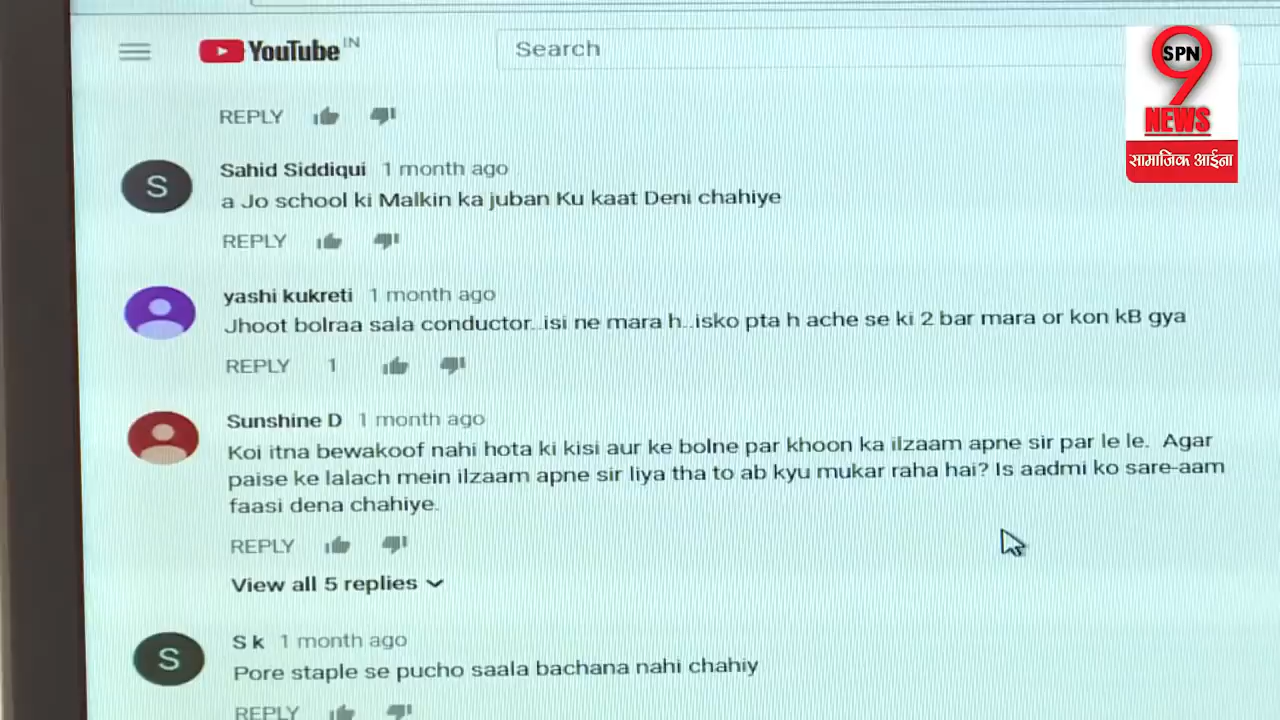 YouTube IN
Search
SPN
9
NEWS
सामाजिक आईना
REPLY
S
Sahid Siddiqui 1 month ago
a Jo school ki Malkin ka juban Ku kaat Deni chahiye
REPLY
yashi kukreti 1 month ago
Jhoot bolraa sala conductor..isi ne mara h..isko pta h ache se ki 2 bar mara or kon kB gya
REPLY 1
Sunshine D 1 month ago
Koi itna bewakoof nahi hota ki kisi aur ke bolne par khoon ka ilzaam apne sir par le le. Agar
paise ke lalach mein ilzaam apne sir liya tha to ab kyu mukar raha hai? Is aadmi ko sare-aam
faasi dena chahiye.
REPLY
View all 5 replies
S
S k 1 month ago
Pore staple se pucho saala bachana nahi chahiy
REPLY